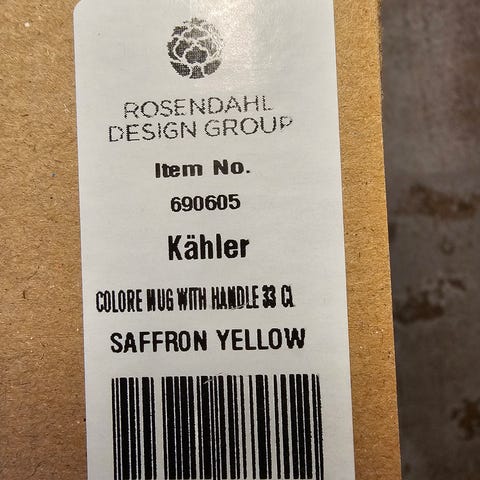 ROSENDAHL
DESIGN GROUP
Item No.
690605
Kähler
COLORE MUG WITH HANDLE 33 CL
SAFFRON YELLOW